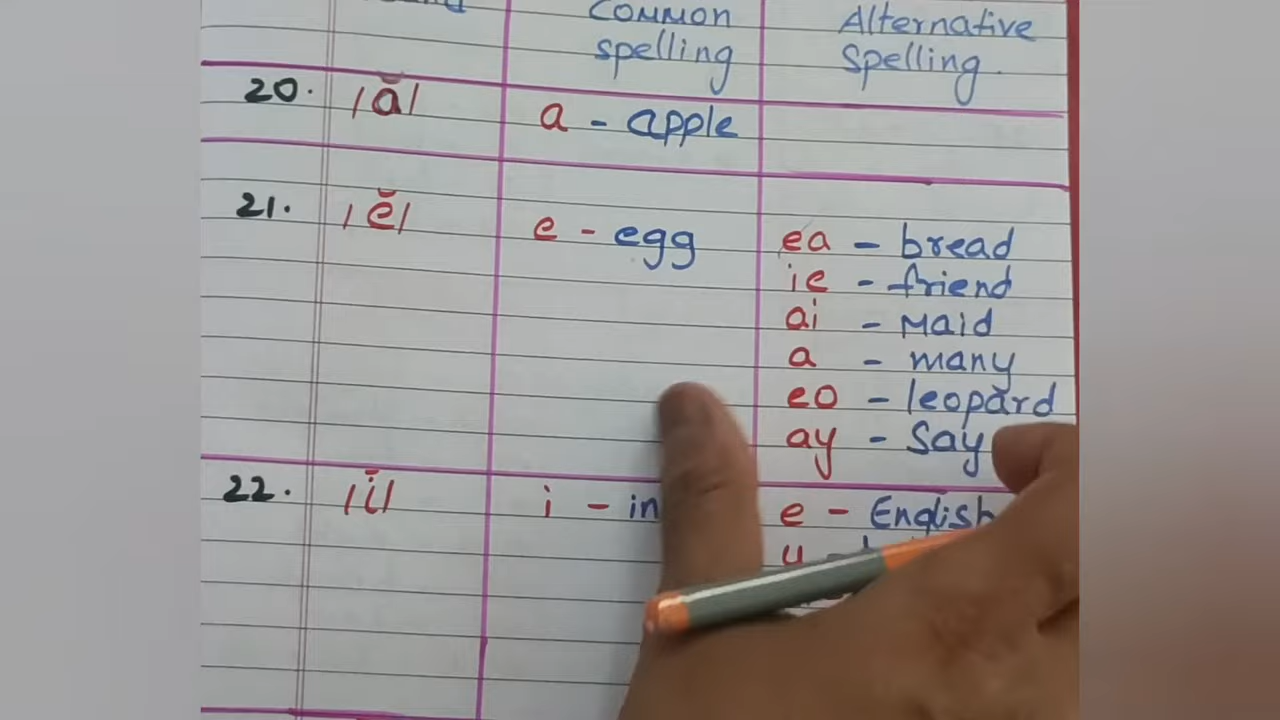 Common Alternative
spelling Spelling.
20. /ă/ a - apple
21. /ĕ/ e - egg ea - bread
ie - friend
ai - Maid
a - many
eo - leopard
ay - Say
22. /ĭ/ i - in e - English
u -